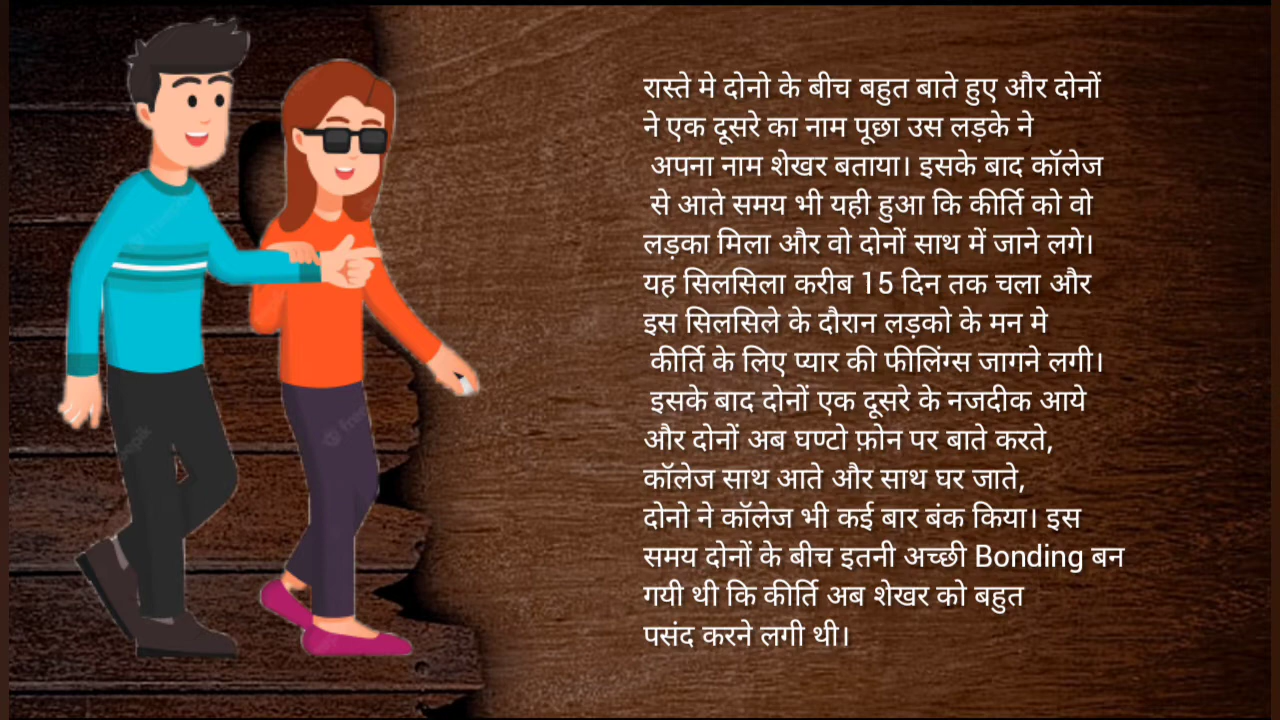 रास्ते मे दोनो के बीच बहुत बाते हुए और दोनों
ने एक दूसरे का नाम पूछा उस लड़के ने
अपना नाम शेखर बताया। इसके बाद कॉलेज
से आते समय भी यही हुआ कि कीर्ति को वो
लड़का मिला और वो दोनों साथ में जाने लगे।
यह सिलसिला करीब 15 दिन तक चला और
इस सिलसिले के दौरान लड़को के मन मे
कीर्ति के लिए प्यार की फीलिंग्स जागने लगी।
इसके बाद दोनों एक दूसरे के नजदीक आये
और दोनों अब घण्टो फ़ोन पर बाते करते,
कॉलेज साथ आते और साथ घर जाते,
दोनो ने कॉलेज भी कई बार बंक किया। इस
समय दोनों के बीच इतनी अच्छी Bonding बन
गयी थी कि कीर्ति अब शेखर को बहुत
पसंद करने लगी थी।